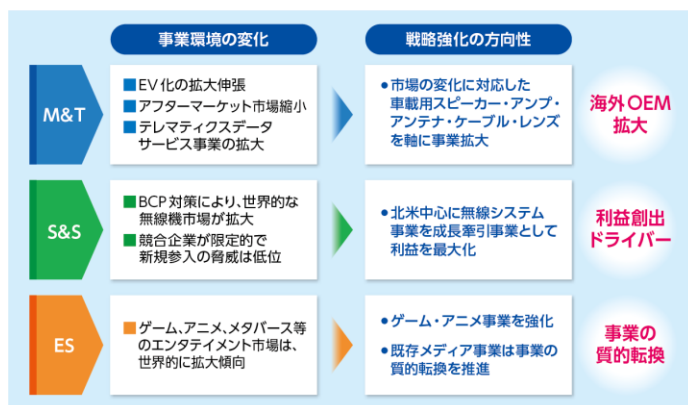 事業環境の変化
戦略強化の方向性
M&T
■EV化の拡大伸張
■アフターマーケット市場縮小
■テレマティクスデータ
サービス事業の拡大
●市場の変化に対応した
車載用スピーカー・アンプ・
アンテナ・ケーブル・レンズ
を軸に事業拡大
海外OEM
拡大
S&S
■BCP対策により、世界的な
無線機市場が拡大
■競合企業が限定的で
新規参入の脅威は低位
●北米中心に無線システム
事業を成長牽引事業として
利益を最大化
利益創出
ドライバー
ES
■ゲーム、アニメ、メタバース等
のエンタテイメント市場は、
世界的に拡大傾向
●ゲーム・アニメ事業を強化
●既存メディア事業は事業の
質的転換を推進
事業の
質的転換